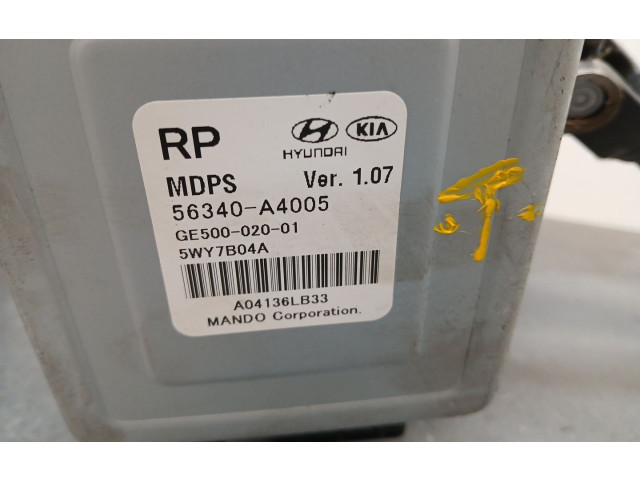 RP
HYUNDAI KIA
MDPS Ver. 1.07
56340-A4005
GE500-020-01
5WY7B04A
A04136LB33
MANDO Corporation.